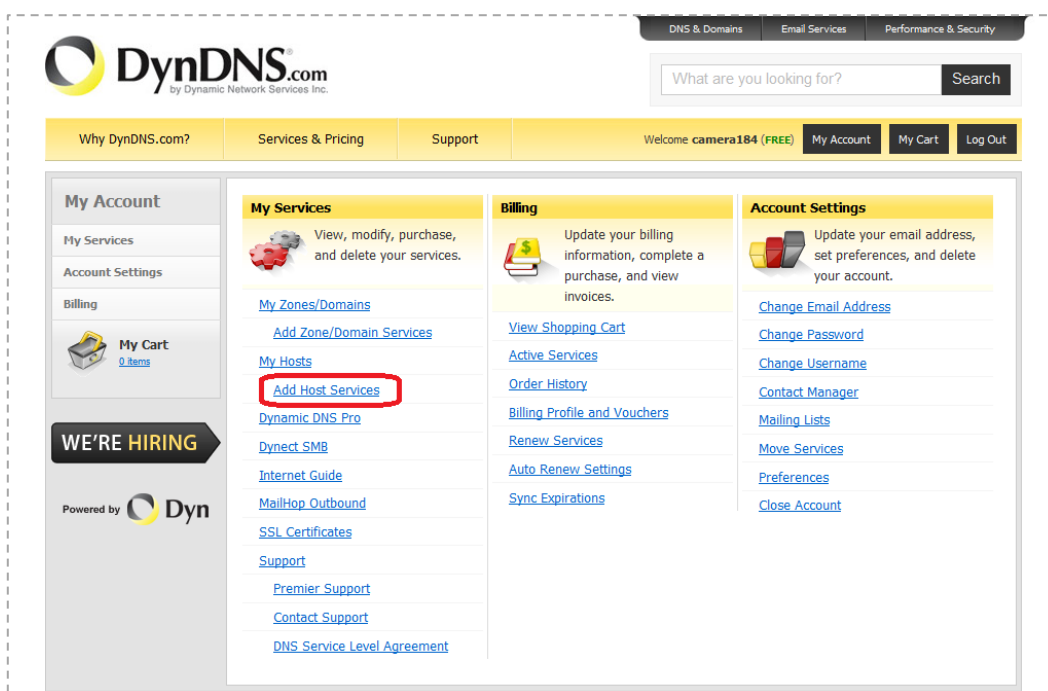 DNS & Domains Email Services Performance & Security
DynDNS.com
by Dynamic Network Services Inc.
What are you looking for? Search
Why DynDNS.com? Services & Pricing Support Welcome camera184 (FREE) My Account My Cart Log Out
My Account
My Services
Account Settings
Billing
My Cart
0 items
WE'RE HIRING
Powered by Dyn
My Services
View, modify, purchase,
and delete your services.
My Zones/Domains
Add Zone/Domain Services
My Hosts
Add Host Services
Dynamic DNS Pro
Dynect SMB
Internet Guide
MailHop Outbound
SSL Certificates
Support
Premier Support
Contact Support
DNS Service Level Agreement
Billing
Update your billing
information, complete a
purchase, and view
invoices.
View Shopping Cart
Active Services
Order History
Billing Profile and Vouchers
Renew Services
Auto Renew Settings
Sync Expirations
Account Settings
Update your email address,
set preferences, and delete
your account.
Change Email Address
Change Password
Change Username
Contact Manager
Mailing Lists
Move Services
Preferences
Close Account